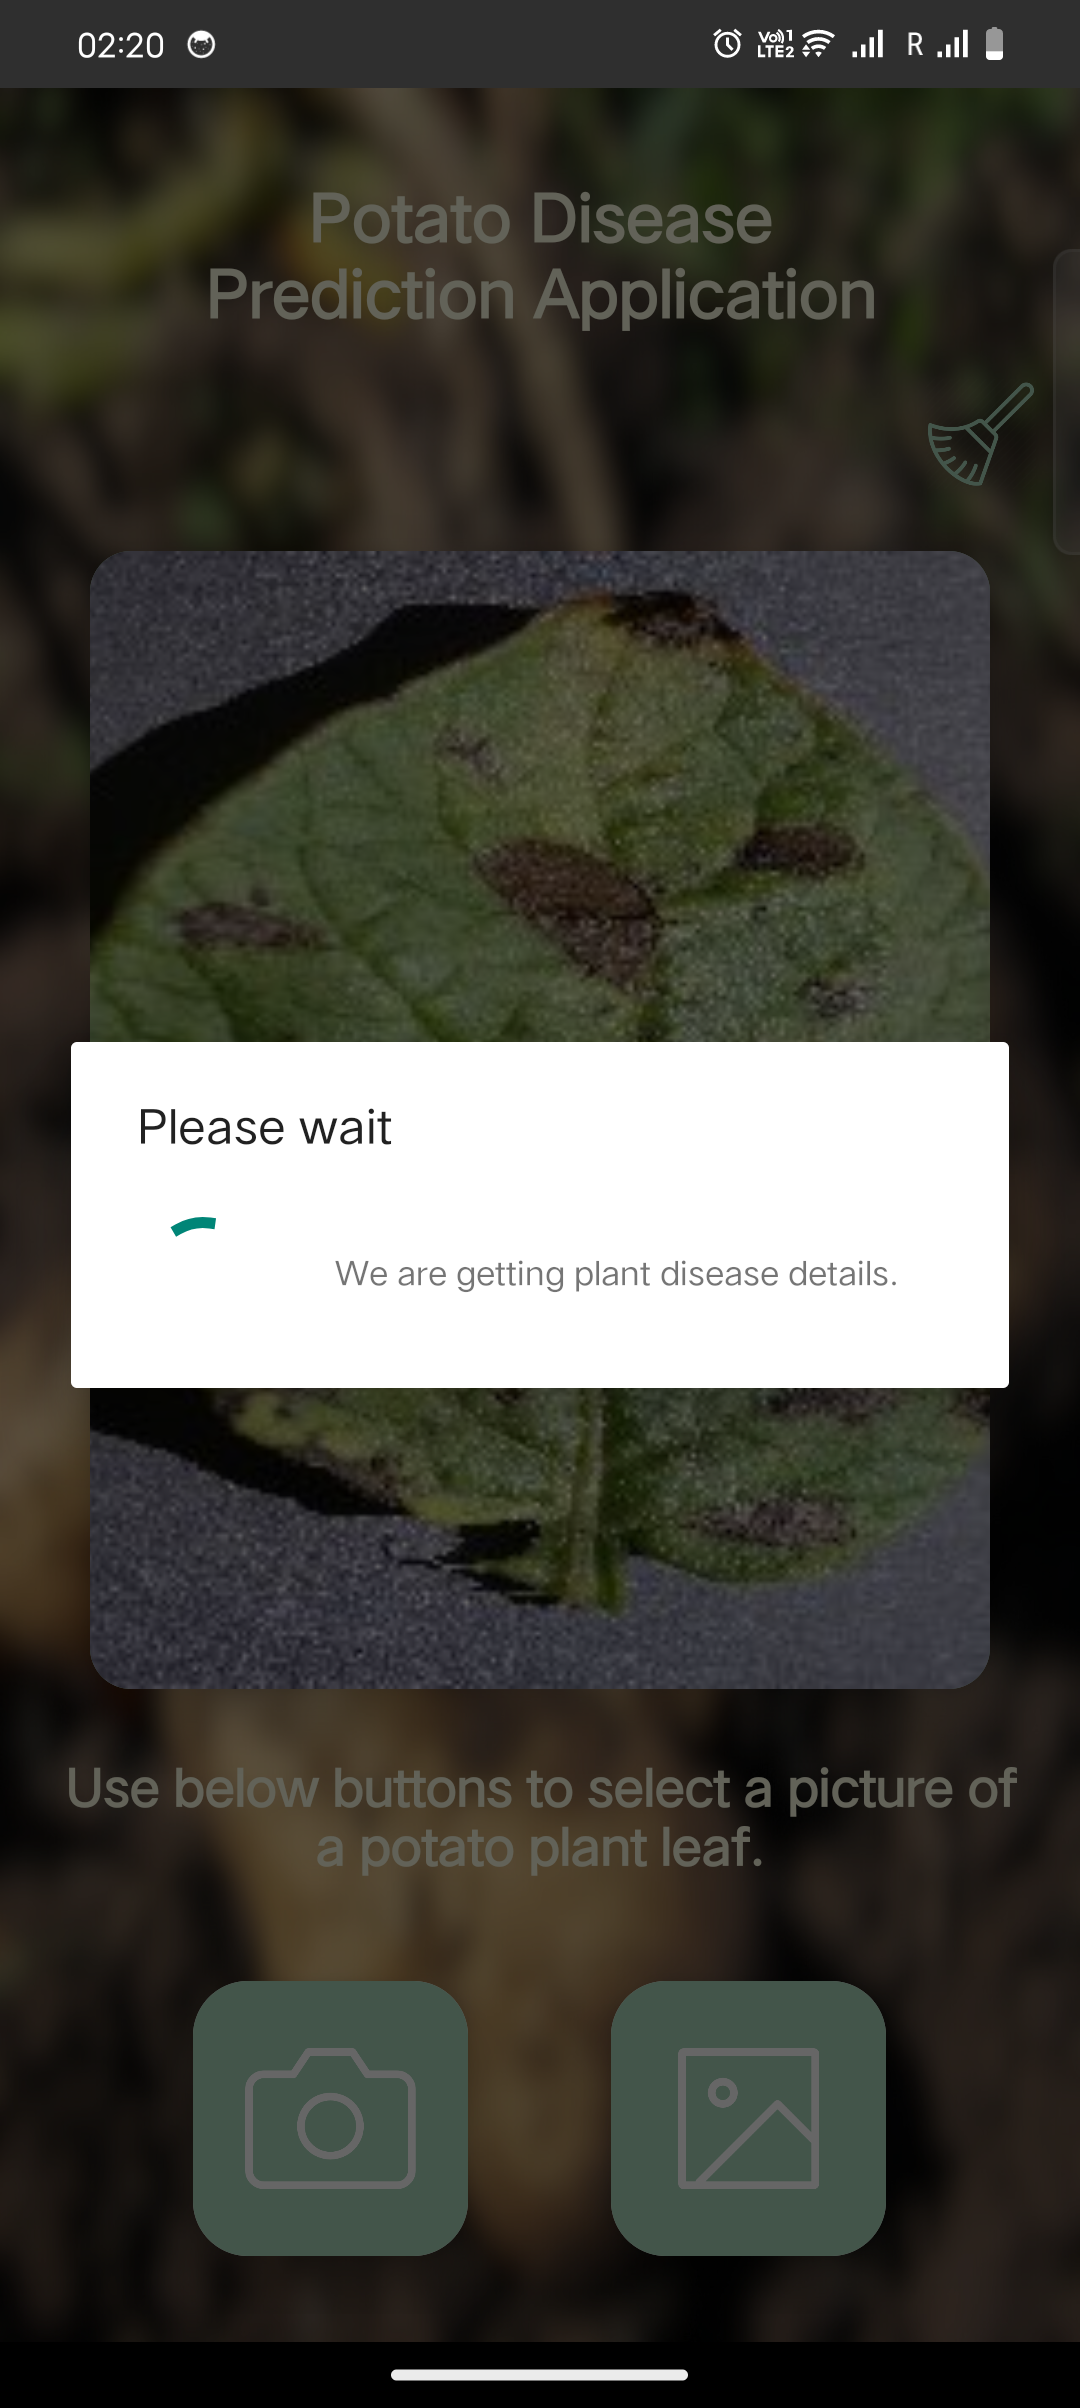 02:20
Vo) 1
LTE2
R
Potato Disease
Prediction Application
Please wait
We are getting plant disease details.
Use below buttons to select a picture of
a potato plant leaf.